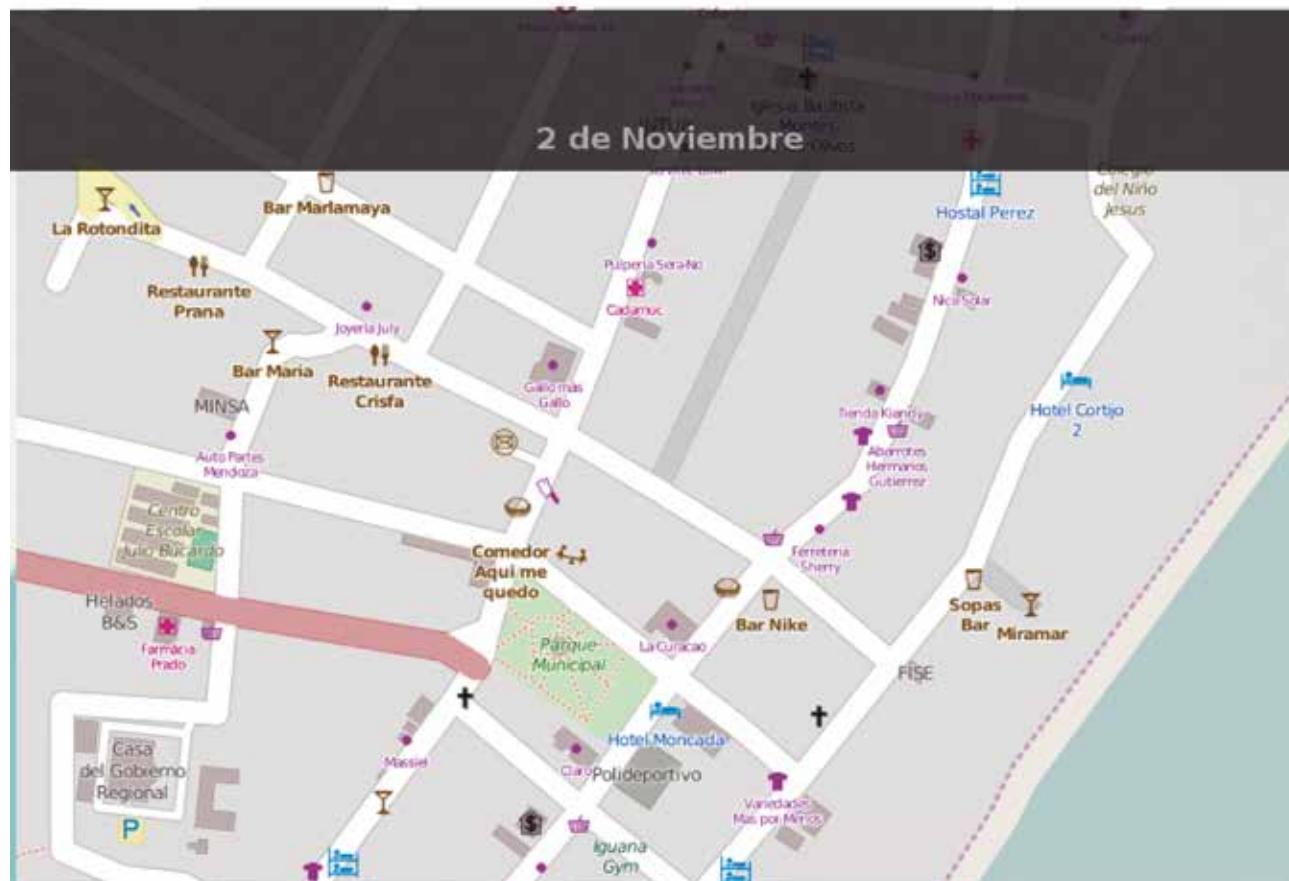 Iglesia Bautista
2 de Noviembre
Colegio
del Niño
Jesus
Bar Marlamaya
Hostal Perez
La Rotondita
Pulperia Sera-No
Restaurante
Prana
Cadamuc
Nica Solar
Joyeria July
Bar Maria
Restaurante
Crisfa
Gallo mas
Gallo
MINSA
Tienda Kiandy
Hotel Cortijo
2
Auto Partes
Mendoza
Abarrotes
Hermanos
Gutierrez
Centro
Escolar
Julio Bucardo
Comedor
Aqui me
quedo
Ferreteria
Sherry
Helados
B&S
Sopas
Bar
Miramar
Bar Nike
Farmacia
Prado
Parque
Municipal
La Curacao
FISE
Hotel Moncada
Casa
del Gobierno
Regional
Massiel
Claro
Polideportivo
Variedades
Mas por Menos
P
Iguana
Gym